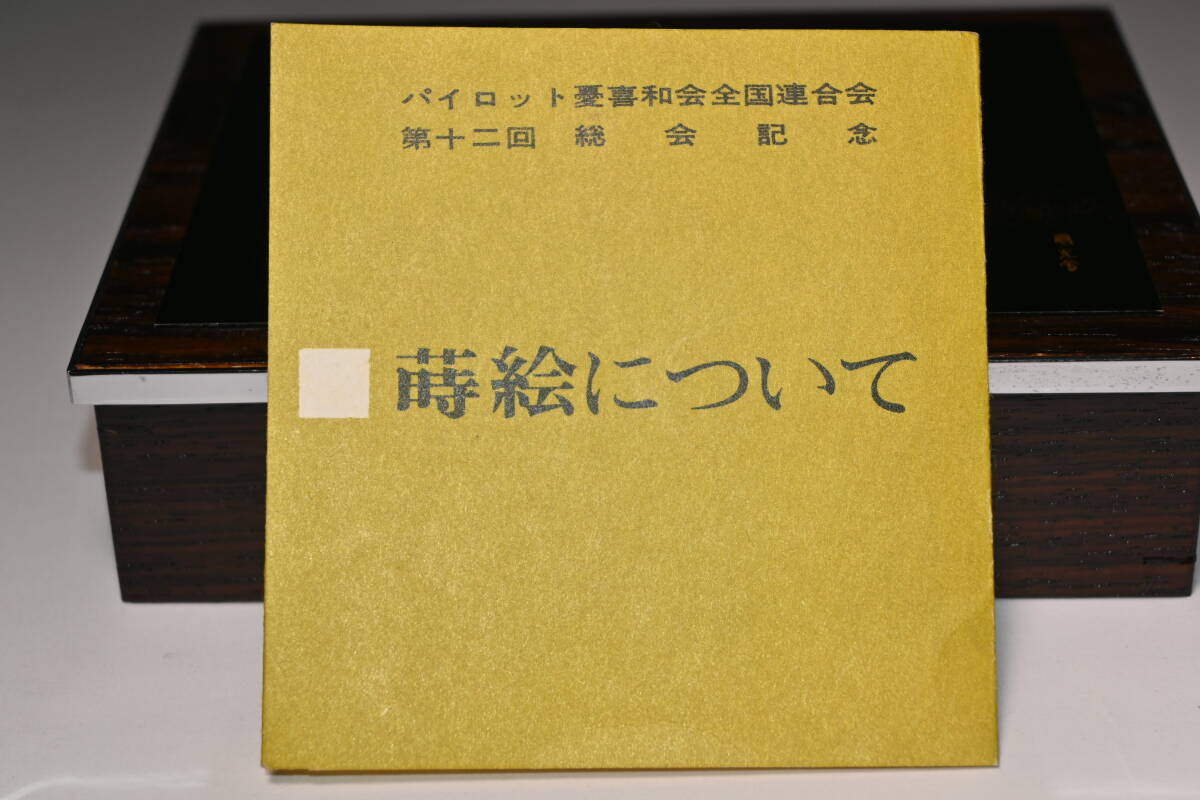 パイロット憂喜和会全国連合会
第十二回 総会記念
蒔絵について